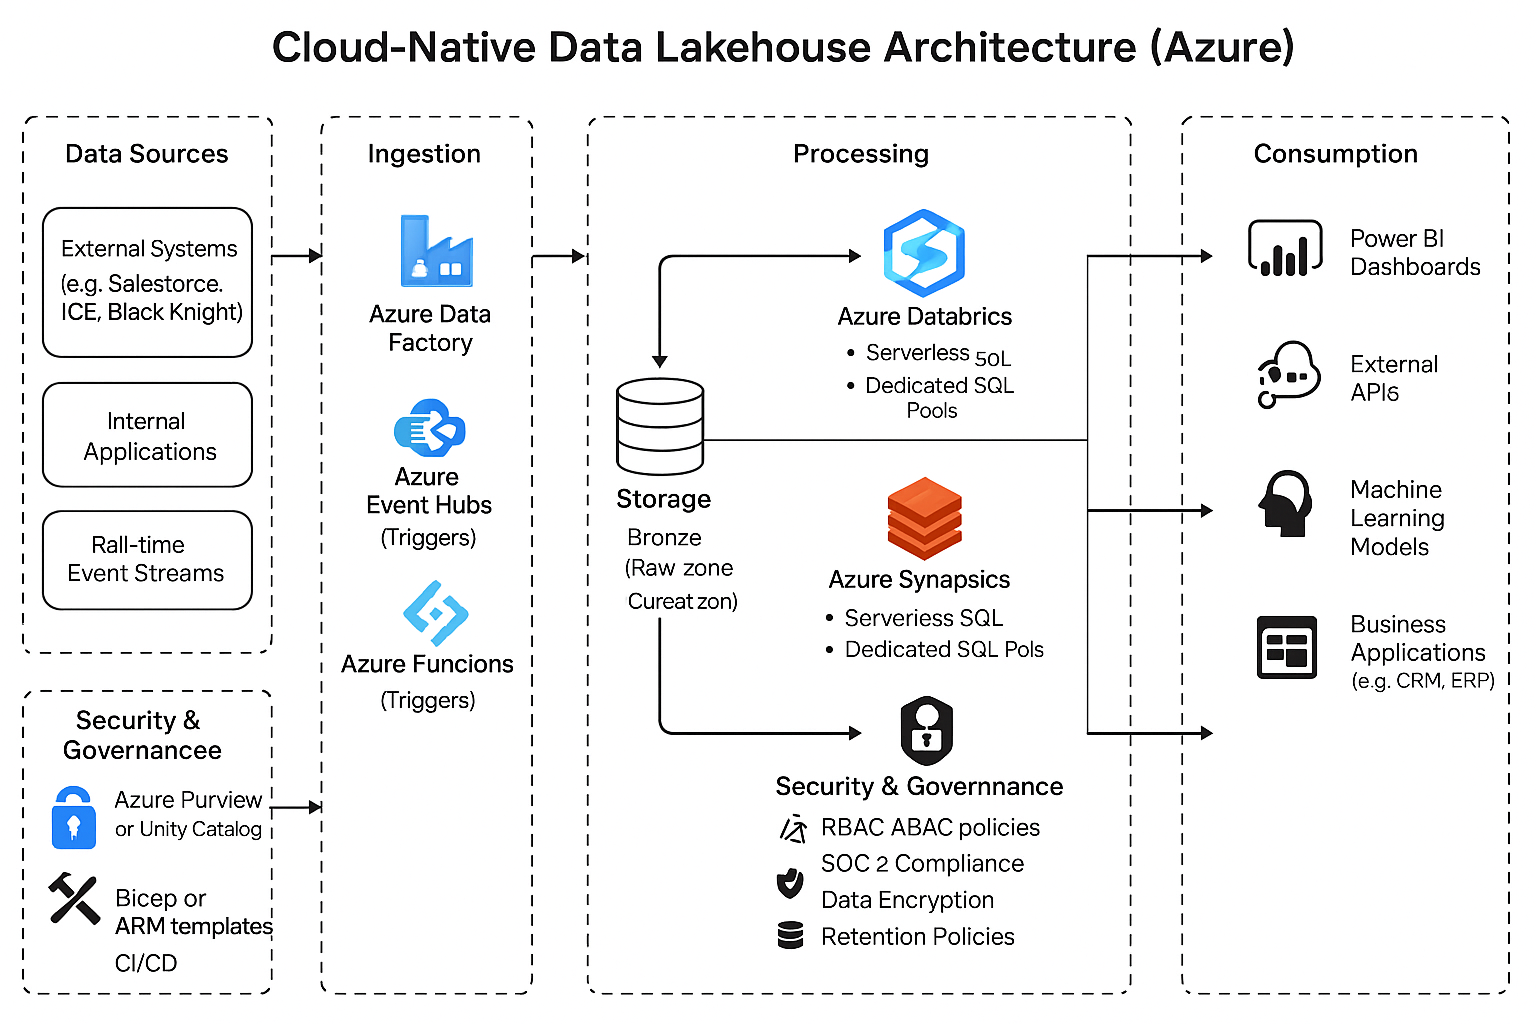 Cloud-Native Data Lakehouse Architecture (Azure)
Data Sources
External Systems
(e.g. Salestorce.
ICE, Black Knight)
Internal
Applications
Rall-time
Event Streams
Security &
Governancee
Azure Purview
or Unity Catalog
Bicep or
ARM templates
CI/CD
Ingestion
Azure Data
Factory
Azure
Event Hubs
(Triggers)
Azure Funcions
(Triggers)
Processing
Storage
Bronze
(Raw zone
Cureat zon)
Azure Databrics
• Serverless 5oL
• Dedicated SQL
Pools
Azure Synapsics
• Serveriess SQL
• Dedicated SQL Pols
Security & Governnance
RBAC ABAC policies
SOC 2 Compliance
Data Encryption
Retention Policies
Consumption
Power BI
Dashboards
External
API6
Machine
Learning
Models
Business
Applications
(e.g. CRM, ERP)